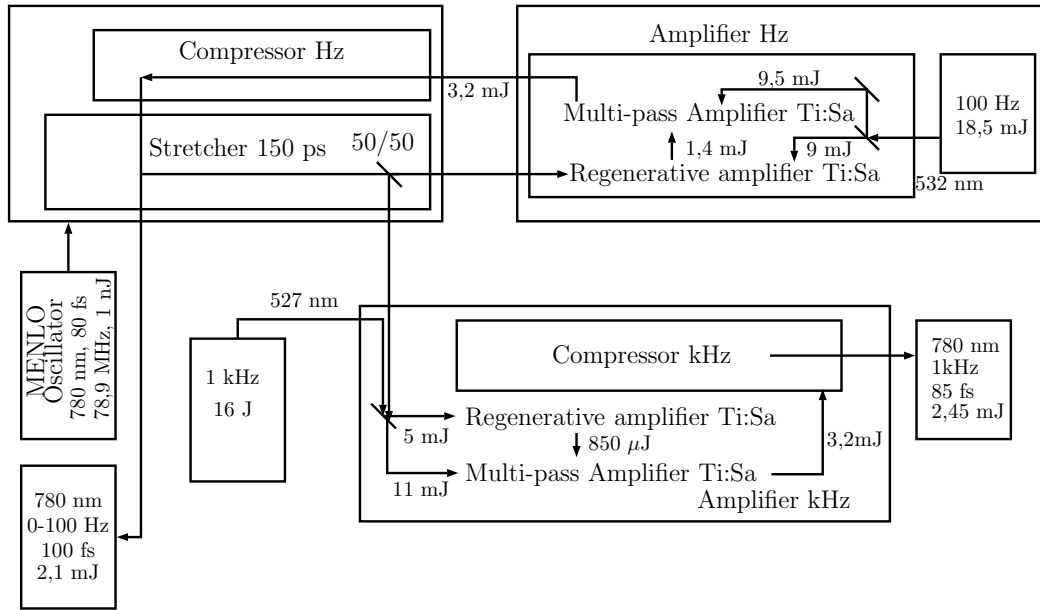 Compressor Hz
3,2 mJ
Stretcher 150 ps
50/50
Amplifier Hz
9,5 mJ
Multi-pass Amplifier Ti:Sa
1,4 mJ
9 mJ
Regenerative amplifier Ti:Sa
100 Hz
18,5 mJ
532 nm
MENLO
Oscillator
780 nm, 80 fs
78,9 MHz, 1 nJ
527 nm
1 kHz
16 J
Compressor kHz
Regenerative amplifier Ti:Sa
5 mJ
850 μJ
3,2mJ
Multi-pass Amplifier Ti:Sa
11 mJ
Amplifier kHz
780 nm
1kHz
85 fs
2,45 mJ
780 nm
0-100 Hz
100 fs
2,1 mJ